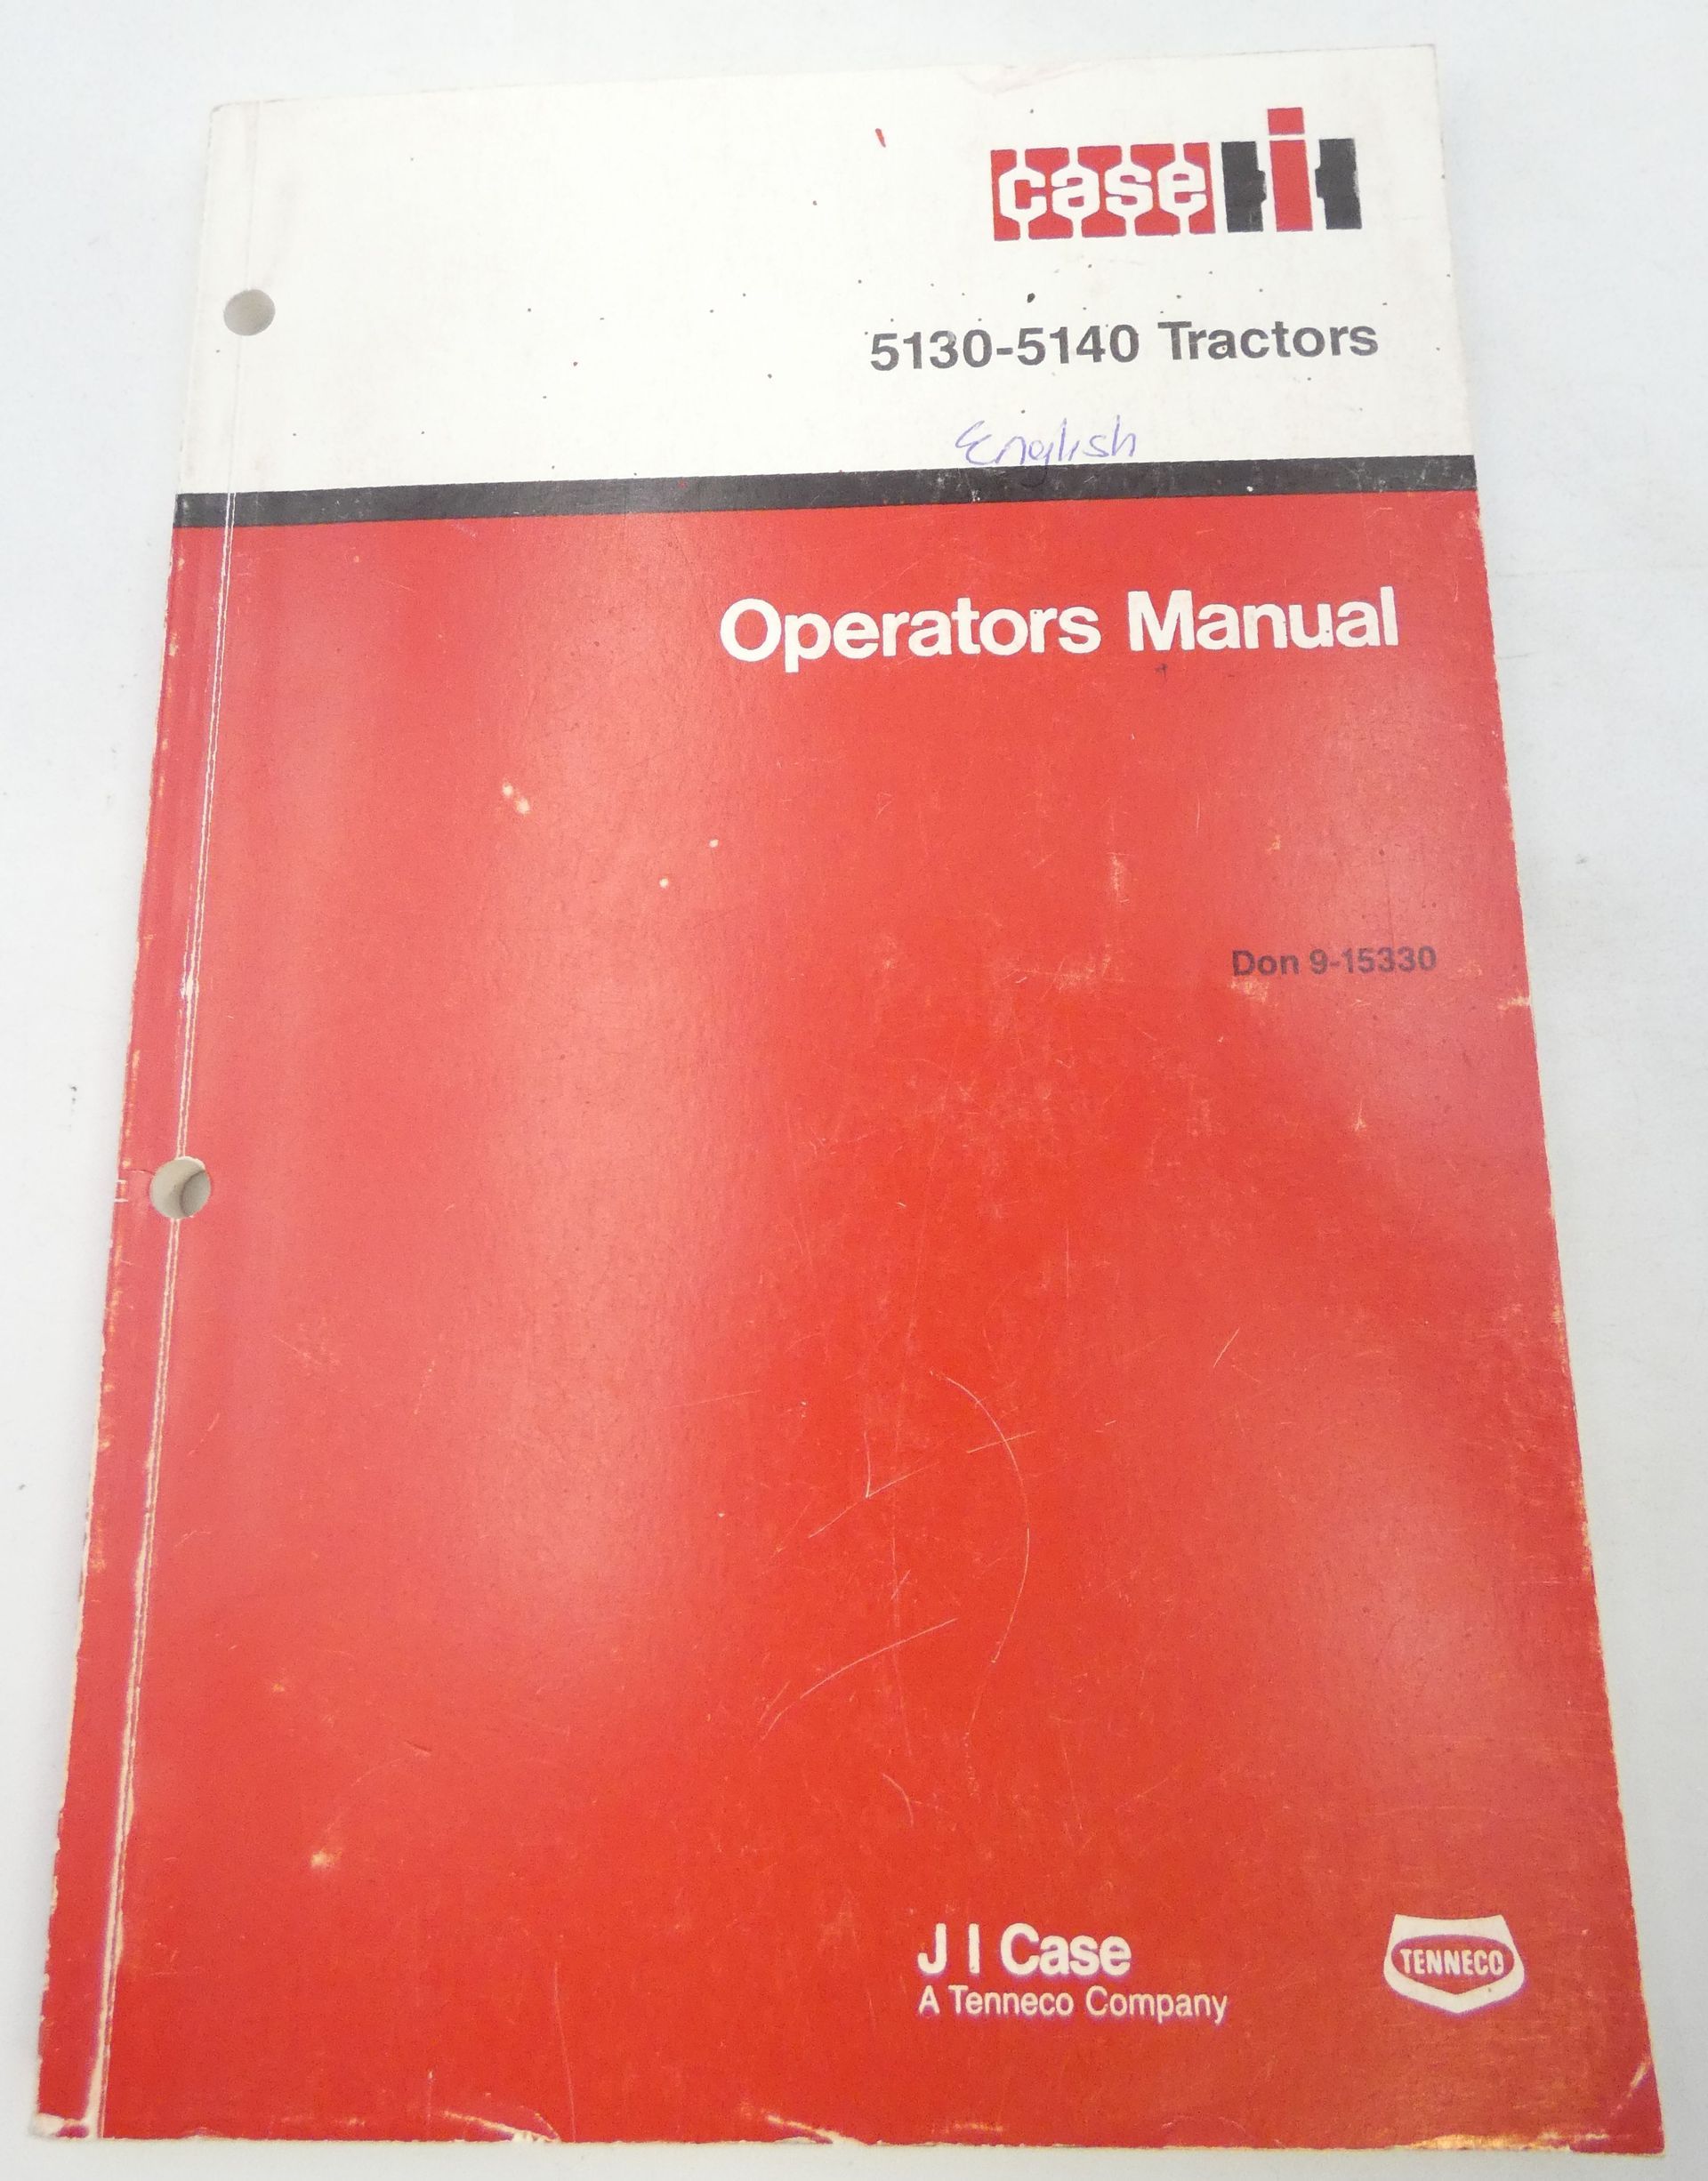 case IH
5130-5140 Tractors
English
Operators Manual
Don 9-15330
J I Case
A Tenneco Company
TENNECO